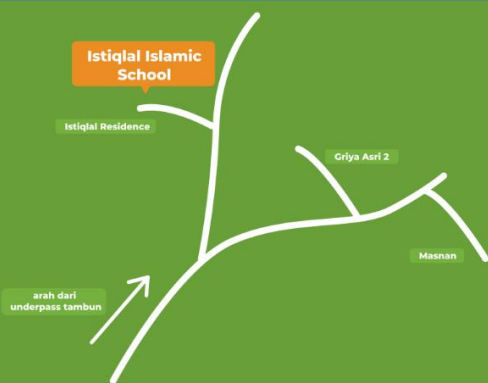 Istiqlal Islamic
School
Istiqlal Residence
Griya Asri 2
Masnan
arah dari
underpass tambun